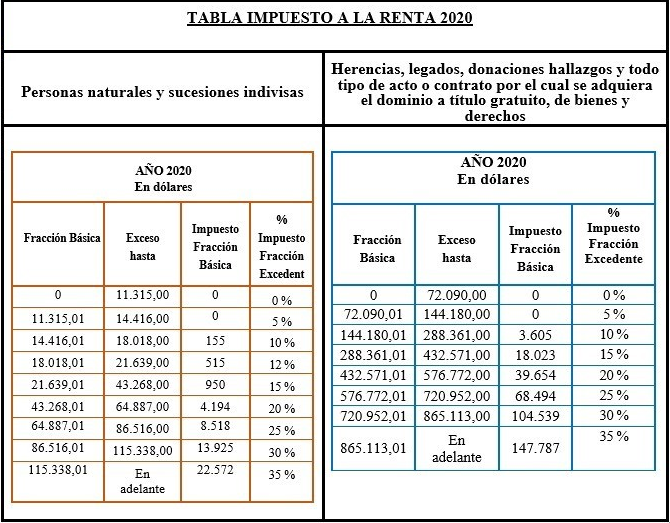 TABLA IMPUESTO A LA RENTA 2020
Personas naturales y sucesiones indivisas
Herencias, legados, donaciones hallazgos y todo
tipo de acto o contrato por el cual se adquiera
el dominio a título gratuito, de bienes y
derechos
AÑO 2020
En dólares
Fracción Básica Exceso hasta Impuesto Fracción Básica % Impuesto Fracción Excedent
0 11.315,00 0 0 %
11.315,01 14.416,00 0 5 %
14.416,01 18.018,00 155 10 %
18.018,01 21.639,00 515 12 %
21.639,01 43.268,00 950 15 %
43.268,01 64.887,00 4.194 20 %
64.887,01 86.516,00 8.518 25 %
86.516,01 115.338,00 13.925 30 %
115.338,01 En adelante 22.572 35 %
AÑO 2020
En dólares
Fracción Básica Exceso hasta Impuesto Fracción Básica % Impuesto Fracción Excedente
0 72.090,00 0 0 %
72.090,01 144.180,00 0 5 %
144.180,01 288.361,00 3.605 10 %
288.361,01 432.571,00 18.023 15 %
432.571,01 576.772,00 39.654 20 %
576.772,01 720.952,00 68.494 25 %
720.952,01 865.113,00 104.539 30 %
865.113,01 En adelante 147.787 35 %